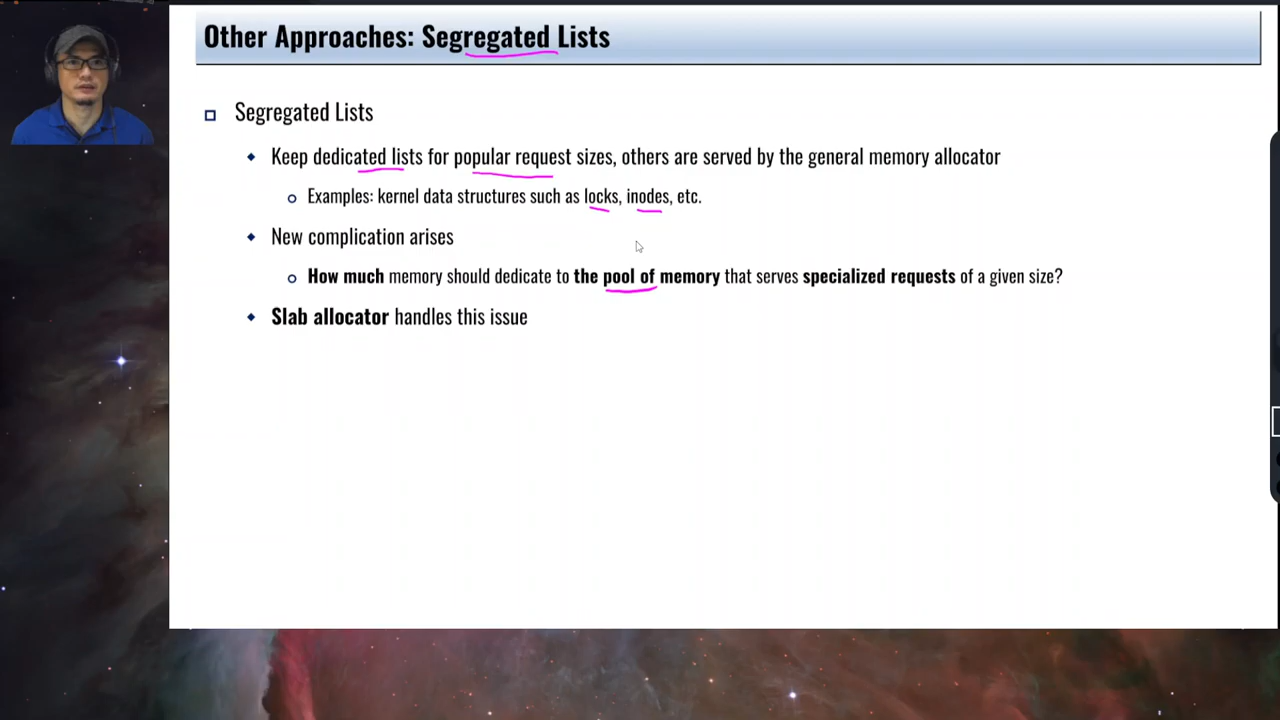 Other Approaches: Segregated Lists
Segregated Lists
Keep dedicated lists for popular request sizes, others are served by the general memory allocator
Examples: kernel data structures such as locks, inodes, etc.
New complication arises
How much memory should dedicate to the pool of memory that serves specialized requests of a given size?
Slab allocator handles this issue